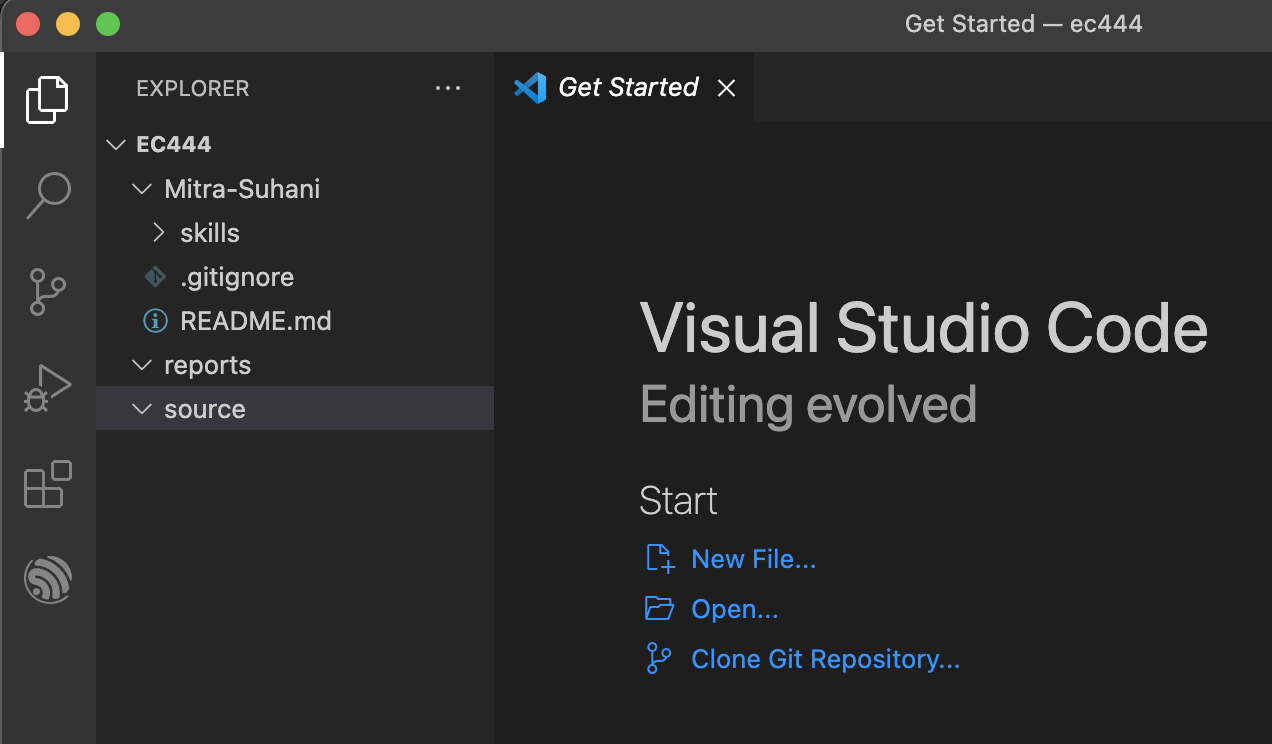 Get Started — ec444
EXPLORER
Get Started
EC444
Mitra-Suhani
skills
.gitignore
README.md
reports
source
Visual Studio Code
Editing evolved
Start
New File...
Open...
Clone Git Repository...